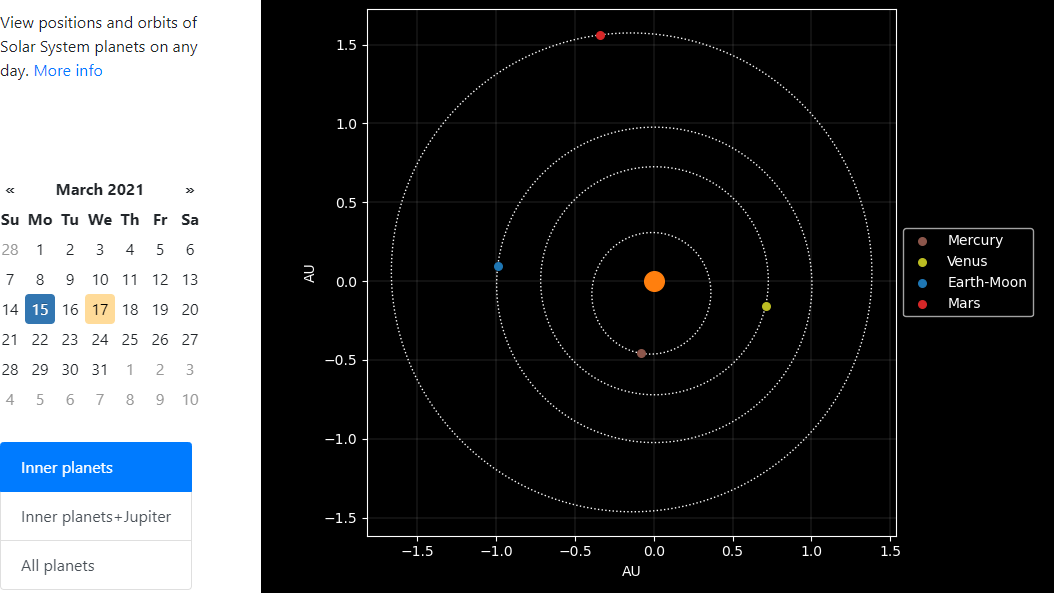 View positions and orbits of
Solar System planets on any
day. More info
« March 2021 »
Su Mo Tu We Th Fr Sa
28 1 2 3 4 5 6
7 8 9 10 11 12 13
14 15 16 17 18 19 20
21 22 23 24 25 26 27
28 29 30 31 1 2 3
4 5 6 7 8 9 10
Inner planets
Inner planets+Jupiter
All planets
1.5
1.0
0.5
0.0
−0.5
−1.0
−1.5
AU
−1.5 −1.0 −0.5 0.0 0.5 1.0 1.5
AU
Mercury
Venus
Earth-Moon
Mars